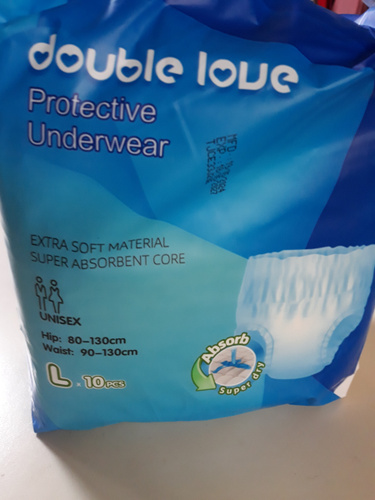 double love
Protective
Underwear
EXTRA SOFT MATERIAL
SUPER ABSORBENT CORE
UNISEX
Hip: 80–130cm
Waist: 90–130cm
L × 10PCS
Absorb
Super dry